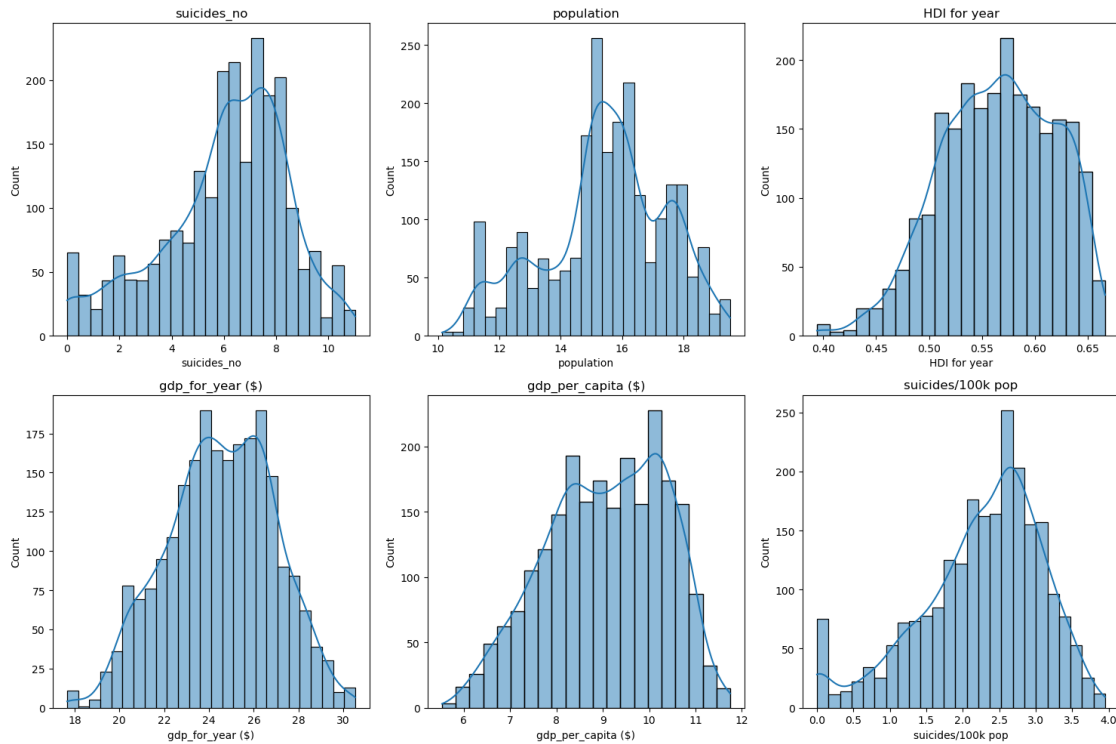 suicides_no
Count
0 50 100 150 200
0 2 4 6 8 10
suicides_no
population
Count
0 50 100 150 200 250
10 12 14 16 18
population
HDI for year
Count
0 50 100 150 200
0.40 0.45 0.50 0.55 0.60 0.65
HDI for year
gdp_for_year ($)
Count
0 25 50 75 100 125 150 175
18 20 22 24 26 28 30
gdp_for_year ($)
gdp_per_capita ($)
Count
0 50 100 150 200
6 7 8 9 10 11 12
gdp_per_capita ($)
suicides/100k pop
Count
0 50 100 150 200 250
0.0 0.5 1.0 1.5 2.0 2.5 3.0 3.5 4.0
suicides/100k pop